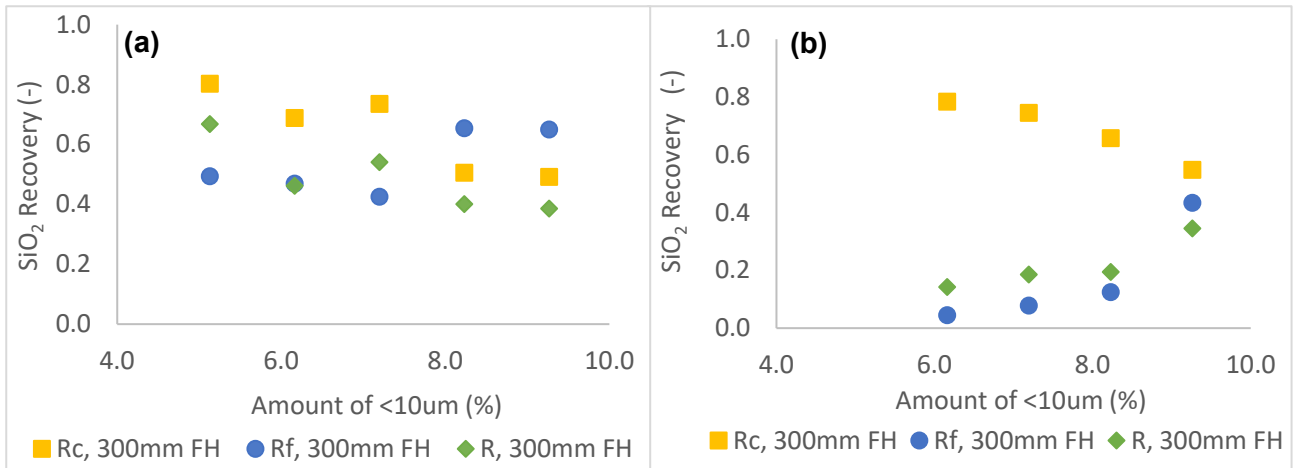 (a)
SiO2 Recovery (-)
1.0
0.8
0.6
0.4
0.2
0.0
4.0 6.0 8.0 10.0
Amount of <10um (%)
Rc, 300mm FH Rf, 300mm FH R, 300mm FH
(b)
SiO2 Recovery (-)
1.0
0.8
0.6
0.4
0.2
0.0
4.0 6.0 8.0 10.0
Amount of <10um (%)
Rc, 300mm FH Rf, 300mm FH R, 300mm FH